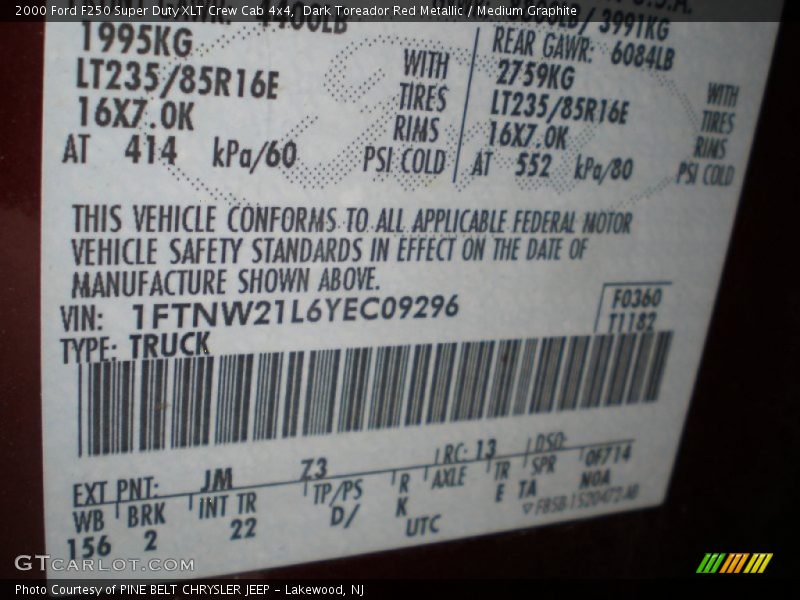 2000 Ford F250 Super Duty XLT Crew Cab 4x4, Dark Toreador Red Metallic / Medium Graphite
4400LB
3991KG
1995KG
REAR GAWR: 6084LB
WITH
2759KG
WITH
LT235/85R16E
TIRES
LT235/85R16E
TIRES
16X7.0K
RIMS
16X7.0K
RIMS
AT 414 kPa/60 PSI COLD
AT 552 kPa/80 PSI COLD
THIS VEHICLE CONFORMS TO ALL APPLICABLE FEDERAL MOTOR
VEHICLE SAFETY STANDARDS IN EFFECT ON THE DATE OF
MANUFACTURE SHOWN ABOVE.
VIN: 1FTNW21L6YEC09296
F0360
TYPE: TRUCK
T1182
EXT PNT: JM Z3 RC: 13 DSO:
WB BRK INT TR TP/PS R AXLE TR SPR 0F714
156 2 22 D/ K E TA N0A
UTC
GTCARLOT.COM
Photo Courtesy of PINE BELT CHRYSLER JEEP - Lakewood, NJ